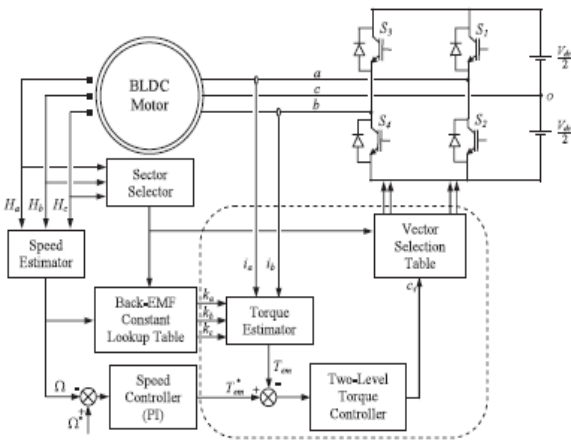 S3
S1
Vdc
2
BLDC
Motor
a
c
b
o
S4
S2
Vdc
2
Sector
Selector
Ha
Hb
Hc
Speed
Estimator
ia
ib
Vector
Selection
Table
Back-EMF
Constant
Lookup Table
ka
kb
kc
Torque
Estimator
Tem
Ω
-
Speed
Controller
(PI)
T*em
+
-
Two-Level
Torque
Controller
+
Ω*